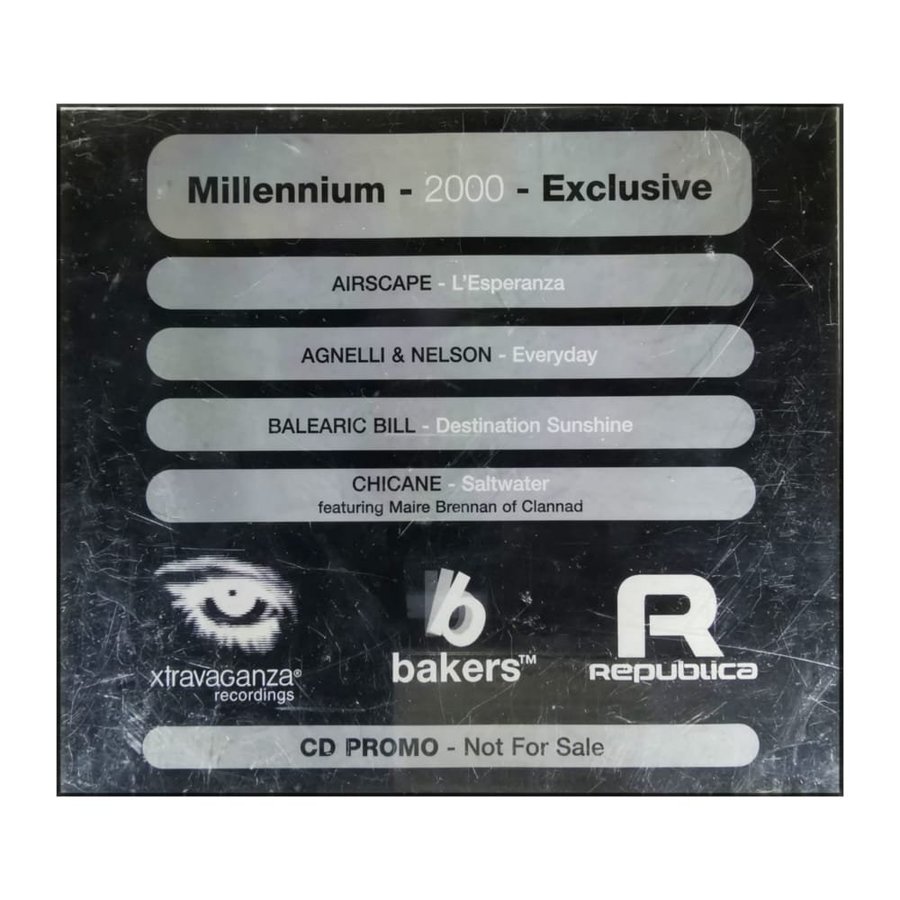 Millennium - 2000 - Exclusive
AIRSCAPE - L'Esperanza
AGNELLI & NELSON - Everyday
BALEARIC BILL - Destination Sunshine
CHICANE - Saltwater
featuring Maire Brennan of Clannad
xtravaganza®
recordings
b
bakers™
R
Republica
CD PROMO - Not For Sale